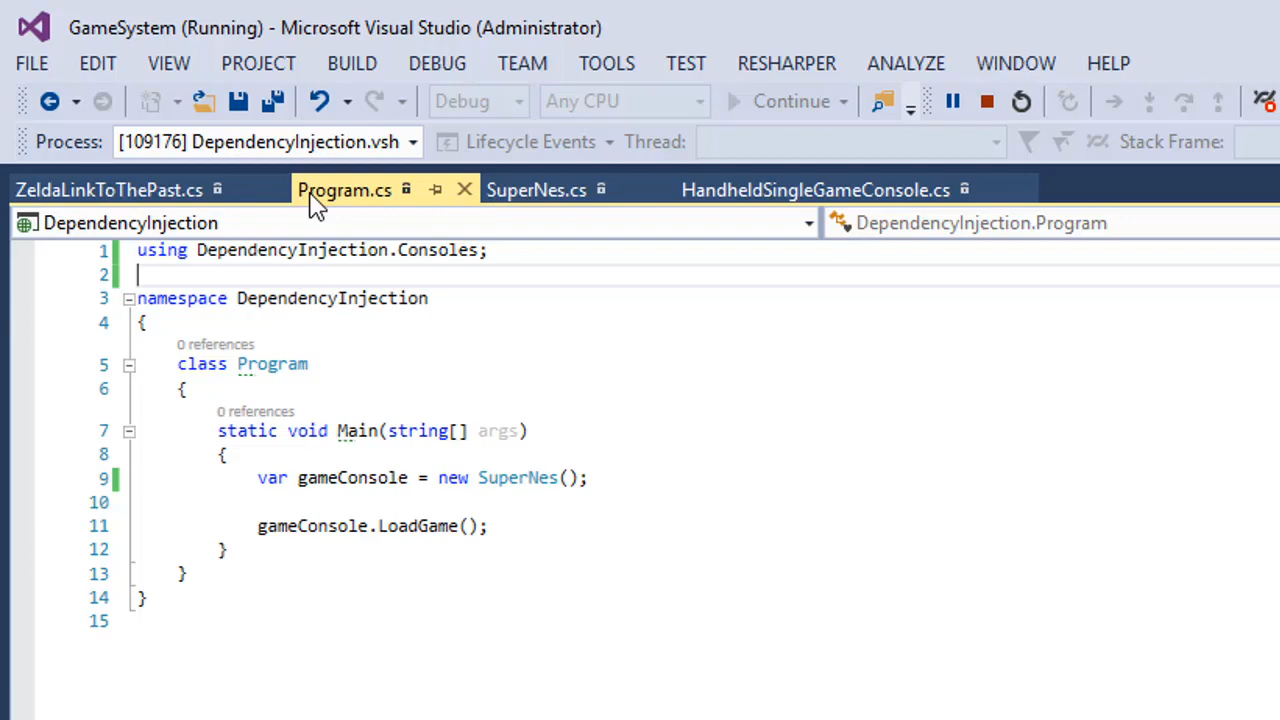 GameSystem (Running) - Microsoft Visual Studio (Administrator)
FILE EDIT VIEW PROJECT BUILD DEBUG TEAM TOOLS TEST RESHARPER ANALYZE WINDOW HELP
Debug Any CPU Continue
Process: [109176] DependencyInjection.vsh Lifecycle Events Thread: Stack Frame:
ZeldaLinkToThePast.cs Program.cs SuperNes.cs HandheldSingleGameConsole.cs
DependencyInjection DependencyInjection.Program
1 using DependencyInjection.Consoles;
2
3 namespace DependencyInjection
4 {
0 references
5 class Program
6 {
0 references
7 static void Main(string[] args)
8 {
9 var gameConsole = new SuperNes();
10
11 gameConsole.LoadGame();
12 }
13 }
14 }
15